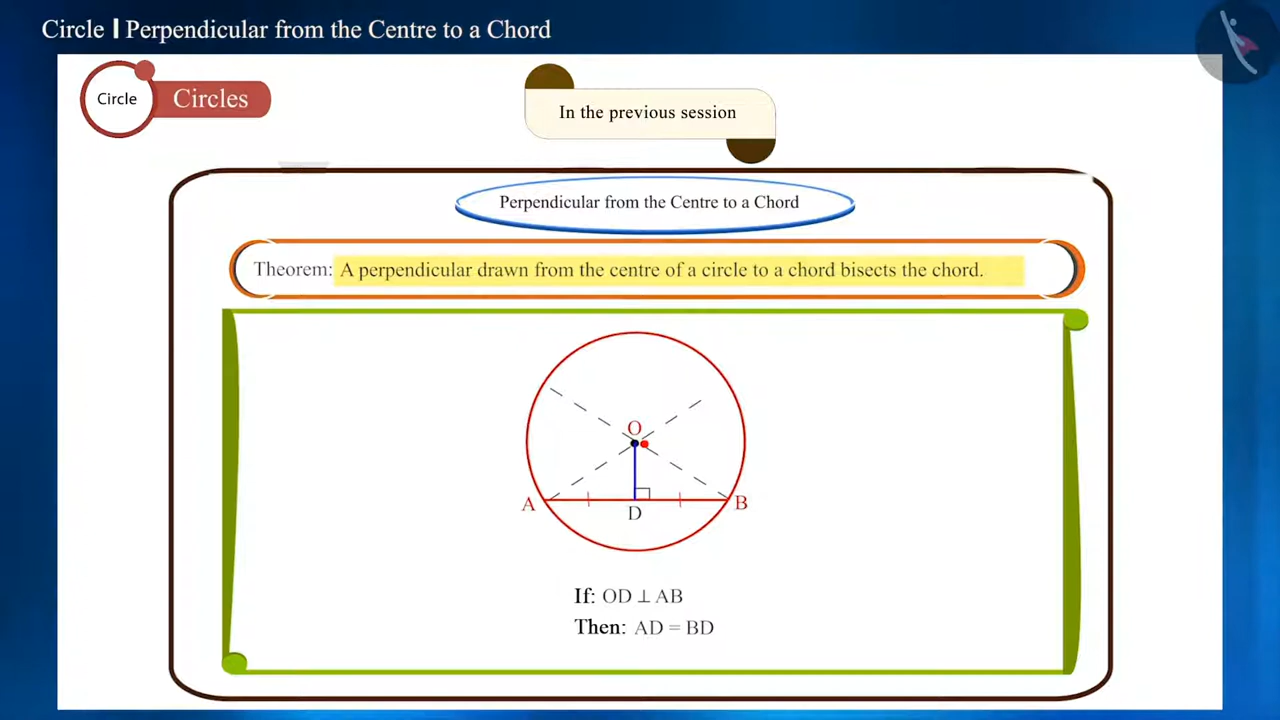 Circle I Perpendicular from the Centre to a Chord
Circle
Circles
In the previous session
Perpendicular from the Centre to a Chord
Theorem: A perpendicular drawn from the centre of a circle to a chord bisects the chord.
O
A
B
D
If: OD ⊥ AB
Then: AD = BD